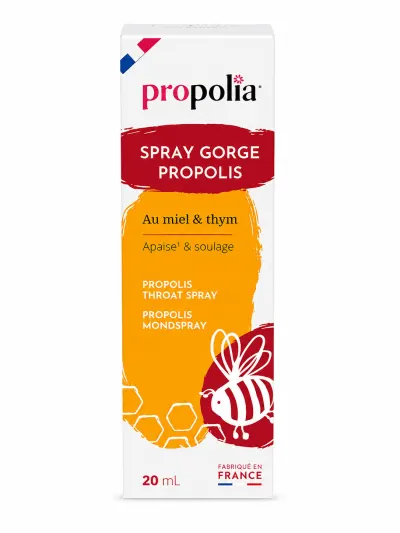 propolia®
SPRAY GORGE
PROPOLIS
Au miel & thym
Apaise¹ & soulage
PROPOLIS
THROAT SPRAY
PROPOLIS
MONDSPRAY
20 mL
FABRIQUÉ EN
FRANCE